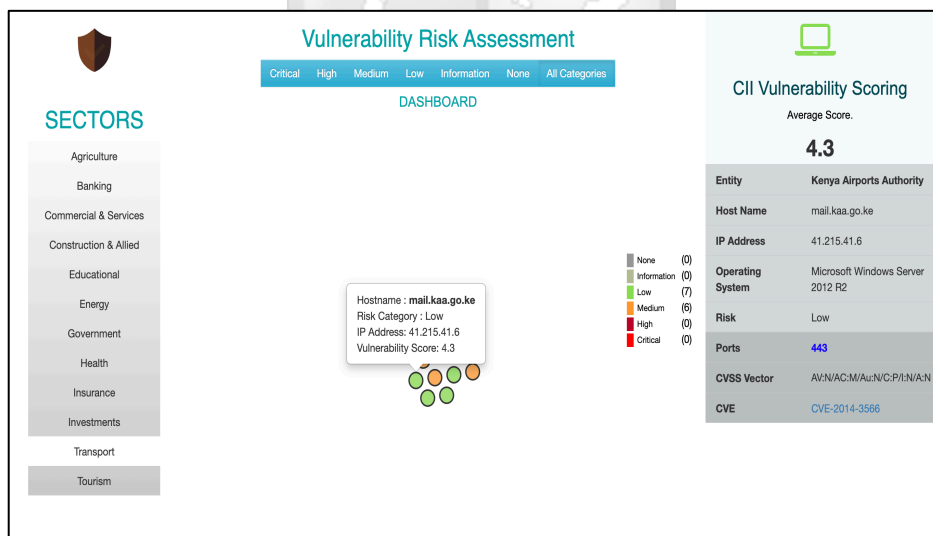 Vulnerability Risk Assessment
Critical High Medium Low Information None All Categories
DASHBOARD
SECTORS
Agriculture
Banking
Commercial & Services
Construction & Allied
Educational
Energy
Government
Health
Insurance
Investments
Transport
Tourism
Hostname : mail.kaa.go.ke
Risk Category : Low
IP Address: 41.215.41.6
Vulnerability Score: 4.3
None (0)
Information (0)
Low (7)
Medium (6)
High (0)
Critical (0)
CII Vulnerability Scoring
Average Score.
4.3
Entity Kenya Airports Authority
Host Name mail.kaa.go.ke
IP Address 41.215.41.6
Operating System Microsoft Windows Server
2012 R2
Risk Low
Ports 443
CVSS Vector AV:N/AC:M/Au:N/C:P/I:N/A:N
CVE CVE-2014-3566